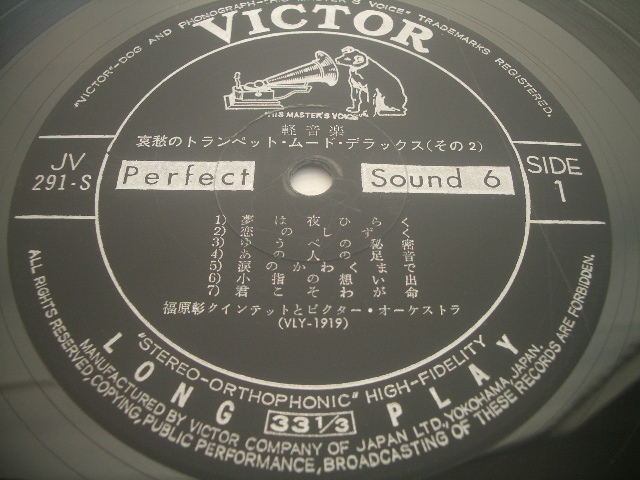 "VICTOR"-DOG AND PHONOGRAPH-"HIS MASTER'S VOICE" TRADEMARKS REGISTERED.
VICTOR
"HIS MASTER'S VOICE"
軽音楽
哀愁のトランペット・ムード・デラックス(その2)
JV
291-S
Perfect Sound 6
SIDE
1
1) 夢は夜ひらく
2) 恋のしずく
3) ゆうべの秘密
4) あの人の足音
5) 涙のかわくまで
6) 小指の想い出
7) 君こそわが命
福原彰クインテットとビクター・オーケストラ
(VLY-1919)
"STEREO-ORTHOPHONIC" HIGH-FIDELITY
LONG 33 1/3 PLAY
MANUFACTURED BY VICTOR COMPANY OF JAPAN LTD, YOKOHAMA, JAPAN.
ALL RIGHTS RESERVED, COPYING, PUBLIC PERFORMANCE, BROADCASTING OF THESE RECORDS ARE FORBIDDEN.